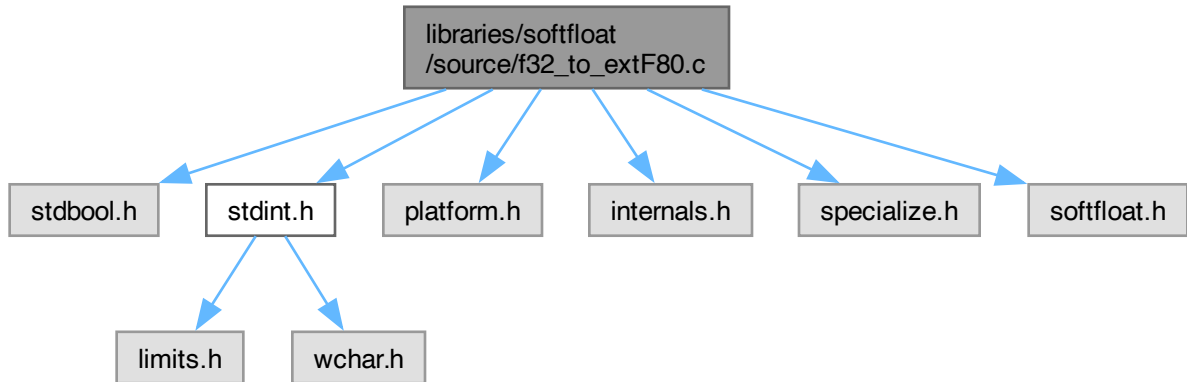 libraries/softfloat
/source/f32_to_extF80.c
stdbool.h
stdint.h
platform.h
internals.h
specialize.h
softfloat.h
limits.h
wchar.h